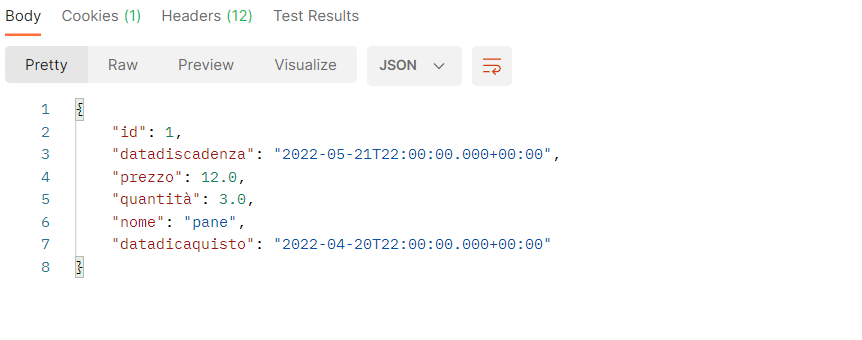 Body Cookies (1) Headers (12) Test Results
Pretty Raw Preview Visualize JSON
1 {
2 "id": 1,
3 "datadiscadenza": "2022-05-21T22:00:00.000+00:00",
4 "prezzo": 12.0,
5 "quantità": 3.0,
6 "nome": "pane",
7 "datadicaquisto": "2022-04-20T22:00:00.000+00:00"
8 }